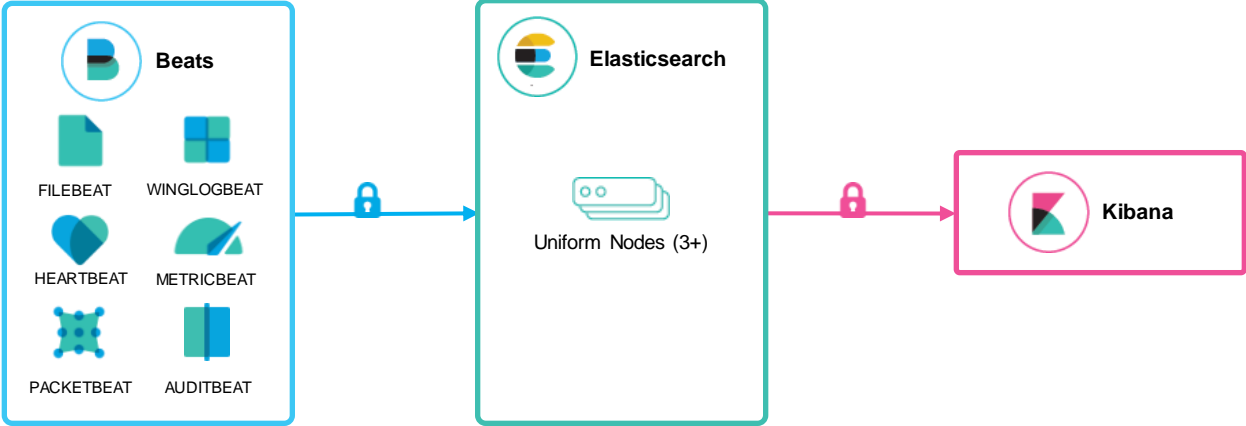 Beats
FILEBEAT
WINGLOGBEAT
HEARTBEAT
METRICBEAT
PACKETBEAT
AUDITBEAT
Elasticsearch
Uniform Nodes (3+)
Kibana